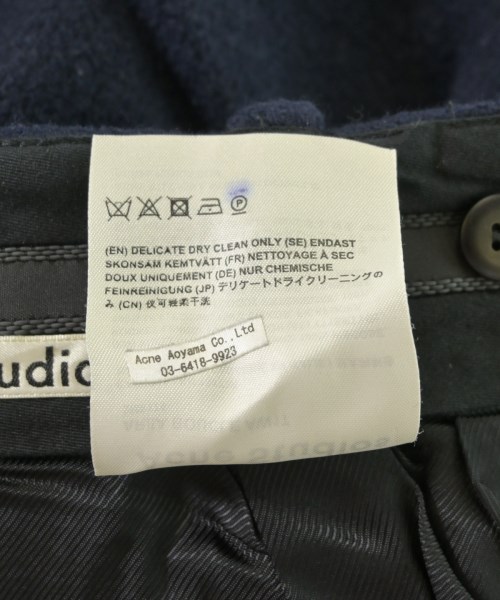 P
(EN) DELICATE DRY CLEAN ONLY (SE) ENDAST
SKONSAM KEMTVÄTT (FR) NETTOYAGE À SEC
DOUX UNIQUEMENT (DE) NUR CHEMISCHE
FEINREINIGUNG (JP) デリケートドライクリーニングの
み (CN) 仅可轻柔干洗
Acne Aoyama Co.,Ltd
03-6418-9923
udio
Acne Studios